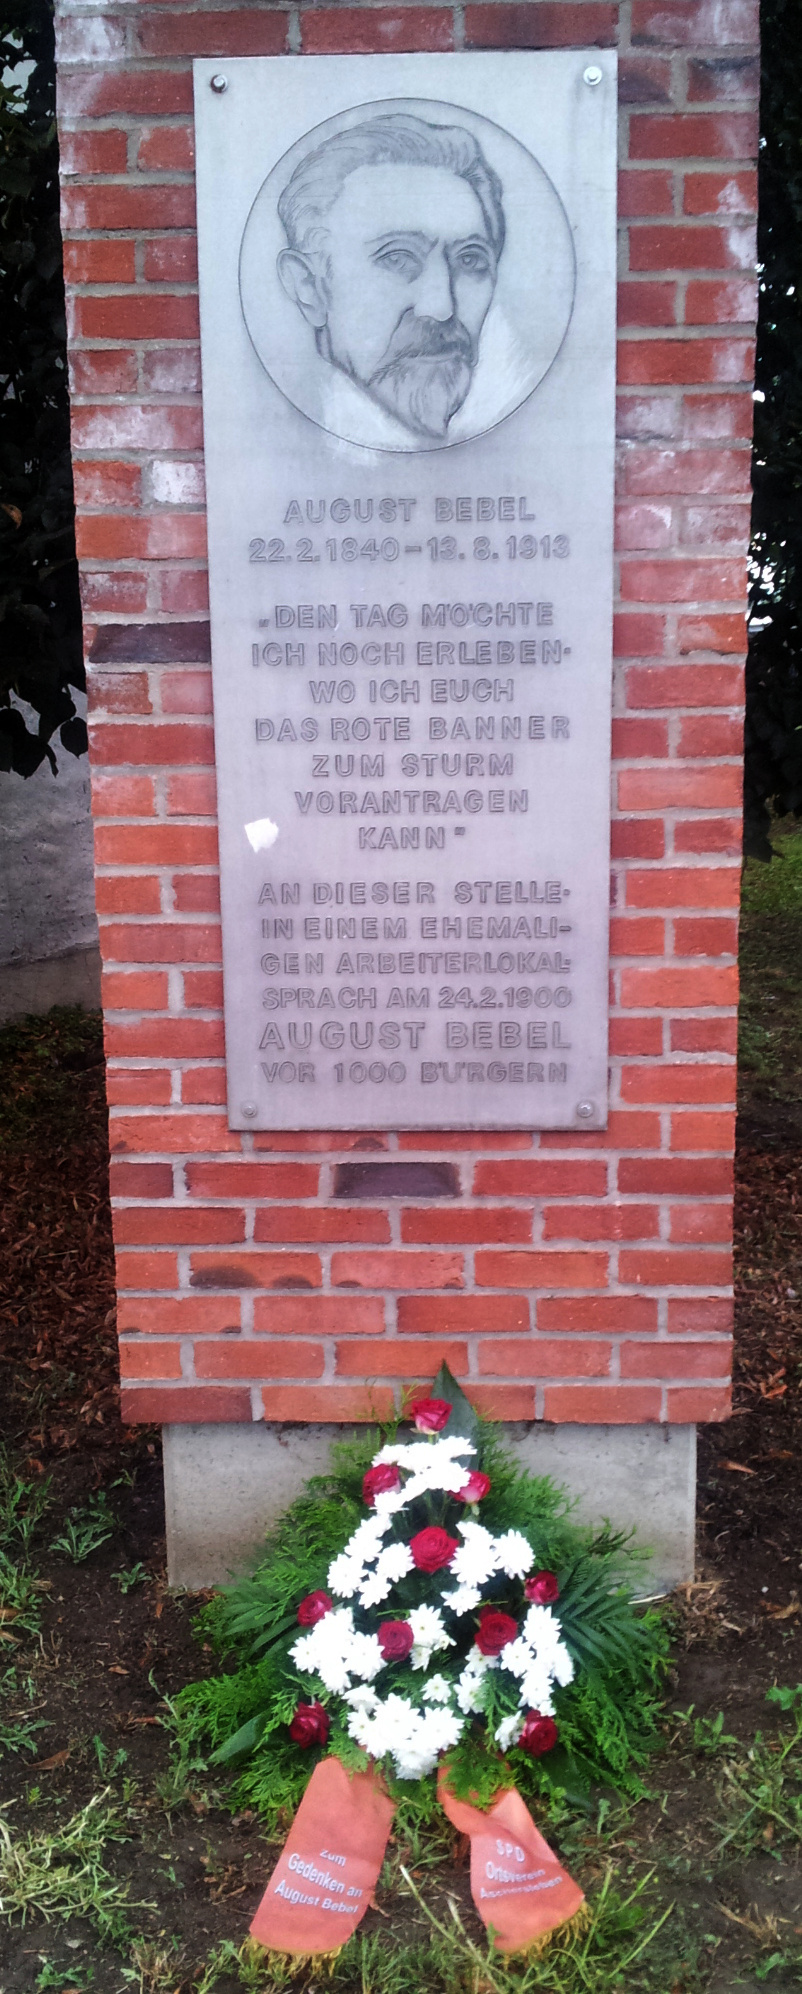 AUGUST BEBEL
22.2.1840-13.8.1913
„DEN TAG MÖCHTE
ICH NOCH ERLEBEN·
WO ICH EUCH
DAS ROTE BANNER
ZUM STURM
VORANTRAGEN
KANN"
AN DIESER STELLE·
IN EINEM EHEMALI-
GEN ARBEITERLOKAL·
SPRACH AM 24.2.1900
AUGUST BEBEL
VOR 1000 BÜRGERN
Zum
Gedenken an
August Bebel
SPD
Ortsverein
Aschersleben